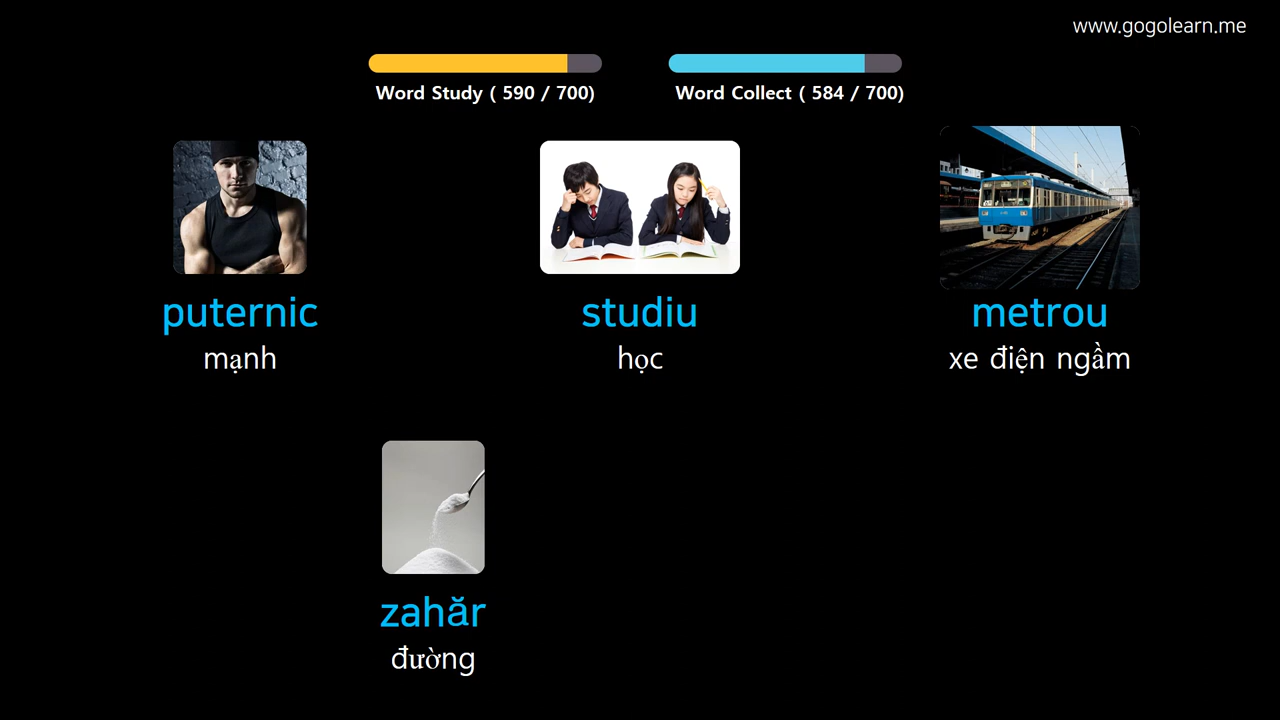 www.gogolearn.me
Word Study ( 590 / 700)
Word Collect ( 584 / 700)
puternic
mạnh
studiu
học
metrou
xe điện ngầm
zahăr
đường